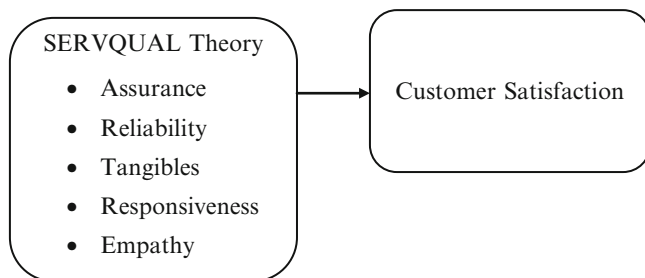 SERVQUAL Theory
• Assurance
• Reliability
• Tangibles
• Responsiveness
• Empathy
Customer Satisfaction